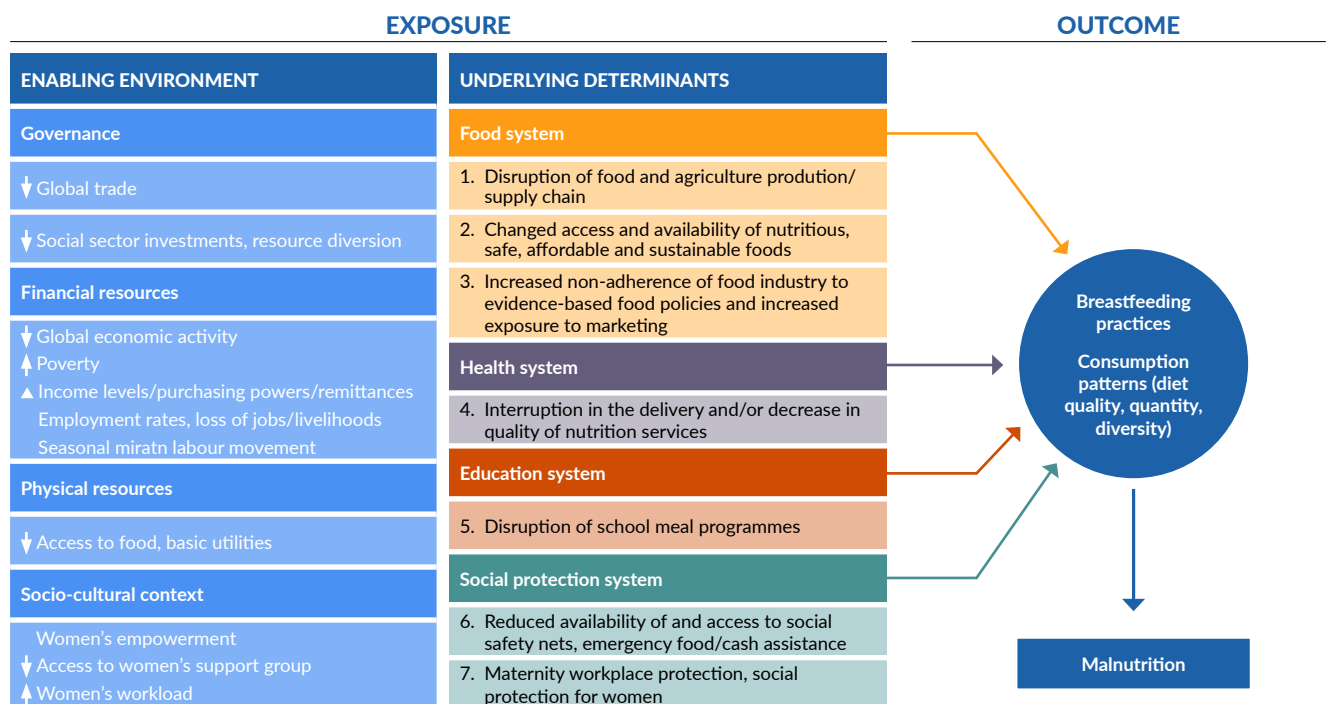 EXPOSURE
OUTCOME
ENABLING ENVIRONMENT
Governance
Global trade
Social sector investments, resource diversion
Financial resources
Global economic activity
Poverty
Income levels/purchasing powers/remittances
Employment rates, loss of jobs/livelihoods
Seasonal miratn labour movement
Physical resources
Access to food, basic utilities
Socio-cultural context
Women's empowerment
Access to women's support group
Women's workload
UNDERLYING DETERMINANTS
Food system
1. Disruption of food and agriculture prodution/
supply chain
2. Changed access and availability of nutritious,
safe, affordable and sustainable foods
3. Increased non-adherence of food industry to
evidence-based food policies and increased
exposure to marketing
Health system
4. Interruption in the delivery and/or decrease in
quality of nutrition services
Education system
5. Disruption of school meal programmes
Social protection system
6. Reduced availability of and access to social
safety nets, emergency food/cash assistance
7. Maternity workplace protection, social
protection for women
Breastfeeding
practices
Consumption
patterns (diet
quality, quantity,
diversity)
Malnutrition